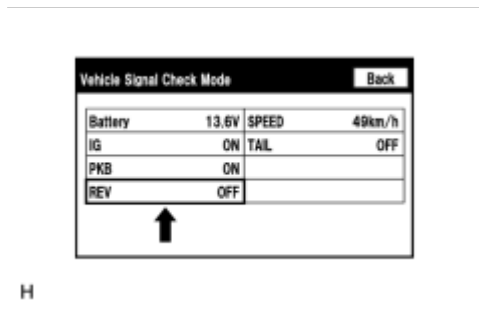 Vehicle Signal Check Mode Back
Battery 13.6V SPEED 49km/h
IG ON TAIL OFF
PKB ON
REV OFF
H